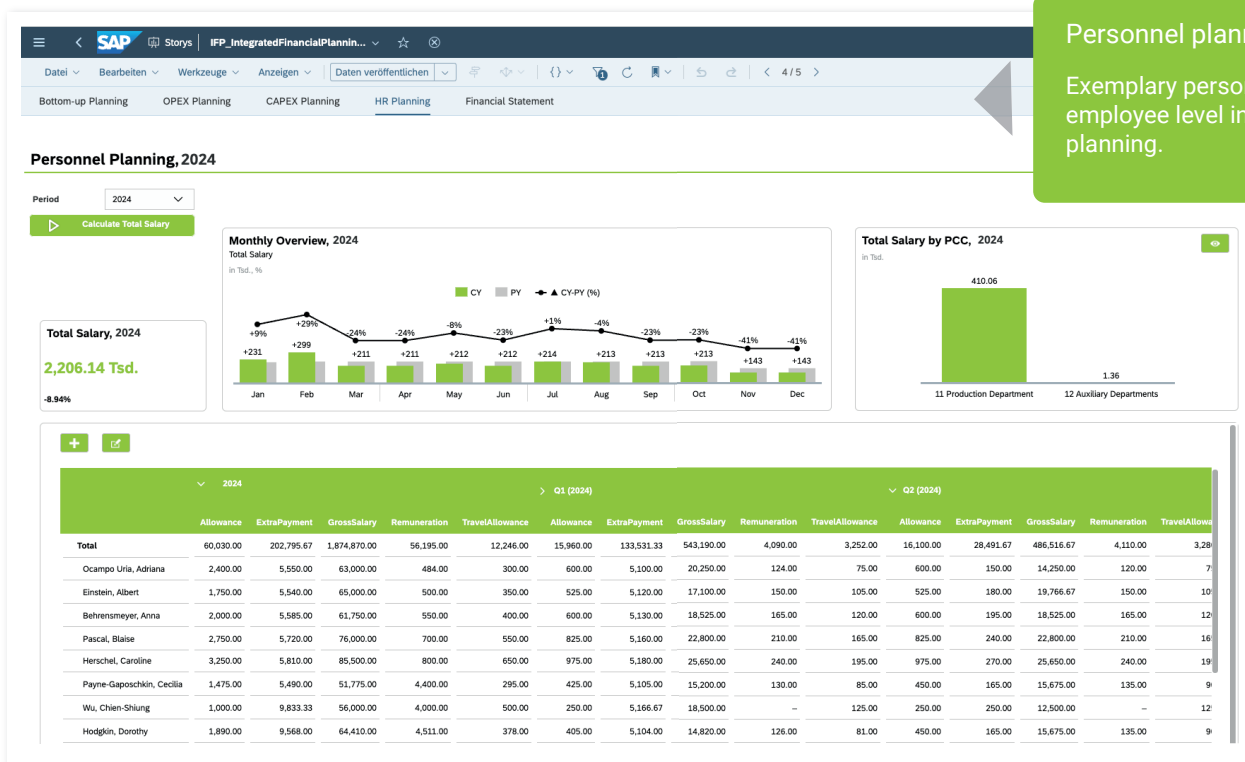 SAP Storys IFP_IntegratedFinancialPlannin...
Datei Bearbeiten Werkzeuge Anzeigen Daten veröffentlichen 4 / 5
Bottom-up Planning OPEX Planning CAPEX Planning HR Planning Financial Statement
Personnel plann
Exemplary perso
employee level in
planning.
Personnel Planning, 2024
Period 2024
Calculate Total Salary
Total Salary, 2024
2,206.14 Tsd.
-8.94%
Monthly Overview, 2024
Total Salary
in Tsd., %
CY PY ▲ CY-PY (%)
+9% +29% -24% -24% -8% -23% +1% -4% -23% -23% -41% -41%
+231 +299 +211 +211 +212 +212 +214 +213 +213 +213 +143 +143
Jan Feb Mar Apr May Jun Jul Aug Sep Oct Nov Dec
Total Salary by PCC, 2024
in Tsd.
410.06
1.36
11 Production Department 12 Auxiliary Departments
2024 Q1 (2024) Q2 (2024)
Allowance ExtraPayment GrossSalary Remuneration TravelAllowance Allowance ExtraPayment GrossSalary Remuneration TravelAllowance Allowance ExtraPayment GrossSalary Remuneration TravelAllowa
Total 60,030.00 202,795.67 1,874,870.00 56,195.00 12,246.00 15,960.00 133,531.33 543,190.00 4,090.00 3,252.00 16,100.00 28,491.67 486,516.67 4,110.00 3,28
Ocampo Uria, Adriana 2,400.00 5,550.00 63,000.00 484.00 300.00 600.00 5,100.00 20,250.00 124.00 75.00 600.00 150.00 14,250.00 120.00 7
Einstein, Albert 1,750.00 5,540.00 65,000.00 500.00 350.00 525.00 5,120.00 17,100.00 150.00 105.00 525.00 180.00 19,766.67 150.00 10
Behrensmeyer, Anna 2,000.00 5,585.00 61,750.00 550.00 400.00 600.00 5,130.00 18,525.00 165.00 120.00 600.00 195.00 18,525.00 165.00 12
Pascal, Blaise 2,750.00 5,720.00 76,000.00 700.00 550.00 825.00 5,160.00 22,800.00 210.00 165.00 825.00 240.00 22,800.00 210.00 16
Herschel, Caroline 3,250.00 5,810.00 85,500.00 800.00 650.00 975.00 5,180.00 25,650.00 240.00 195.00 975.00 270.00 25,650.00 240.00 19
Payne-Gaposchkin, Cecilia 1,475.00 5,490.00 51,775.00 4,400.00 295.00 425.00 5,105.00 15,200.00 130.00 85.00 450.00 165.00 15,675.00 135.00 9
Wu, Chien-Shiung 1,000.00 9,833.33 56,000.00 4,000.00 500.00 250.00 5,166.67 18,500.00 – 125.00 250.00 250.00 12,500.00 – 12
Hodgkin, Dorothy 1,890.00 9,568.00 64,410.00 4,511.00 378.00 405.00 5,104.00 14,820.00 126.00 81.00 450.00 165.00 15,675.00 135.00 9